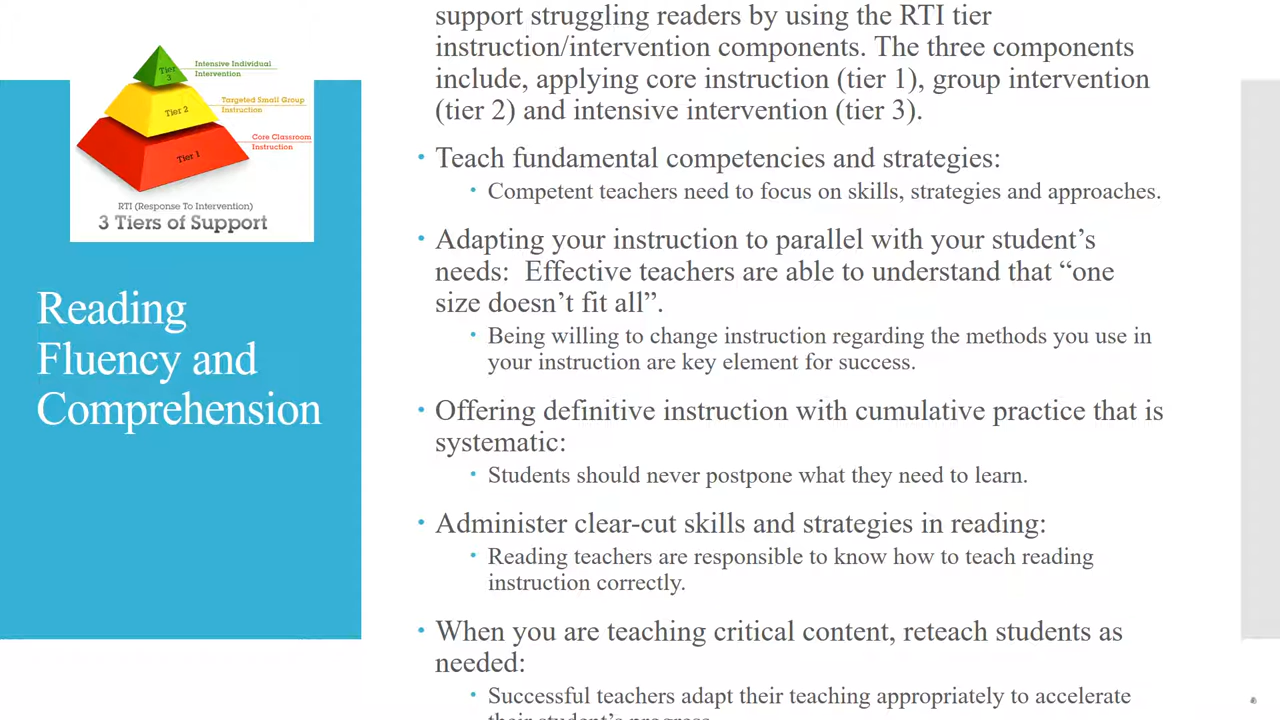 support struggling readers by using the RTI tier
instruction/intervention components. The three components
include, applying core instruction (tier 1), group intervention
(tier 2) and intensive intervention (tier 3).
Tier
3
Intensive Individual
Intervention
Tier 2
Targeted Small Group
Instruction
Tier 1
Core Classroom
Instruction
RTI (Response To Intervention)
3 Tiers of Support
Reading
Fluency and
Comprehension
• Teach fundamental competencies and strategies:
• Competent teachers need to focus on skills, strategies and approaches.
• Adapting your instruction to parallel with your student’s
needs:  Effective teachers are able to understand that “one
size doesn’t fit all”.
• Being willing to change instruction regarding the methods you use in
your instruction are key element for success.
• Offering definitive instruction with cumulative practice that is
systematic:
• Students should never postpone what they need to learn.
• Administer clear-cut skills and strategies in reading:
• Reading teachers are responsible to know how to teach reading
instruction correctly.
• When you are teaching critical content, reteach students as
needed:
• Successful teachers adapt their teaching appropriately to accelerate
their student’s progress.